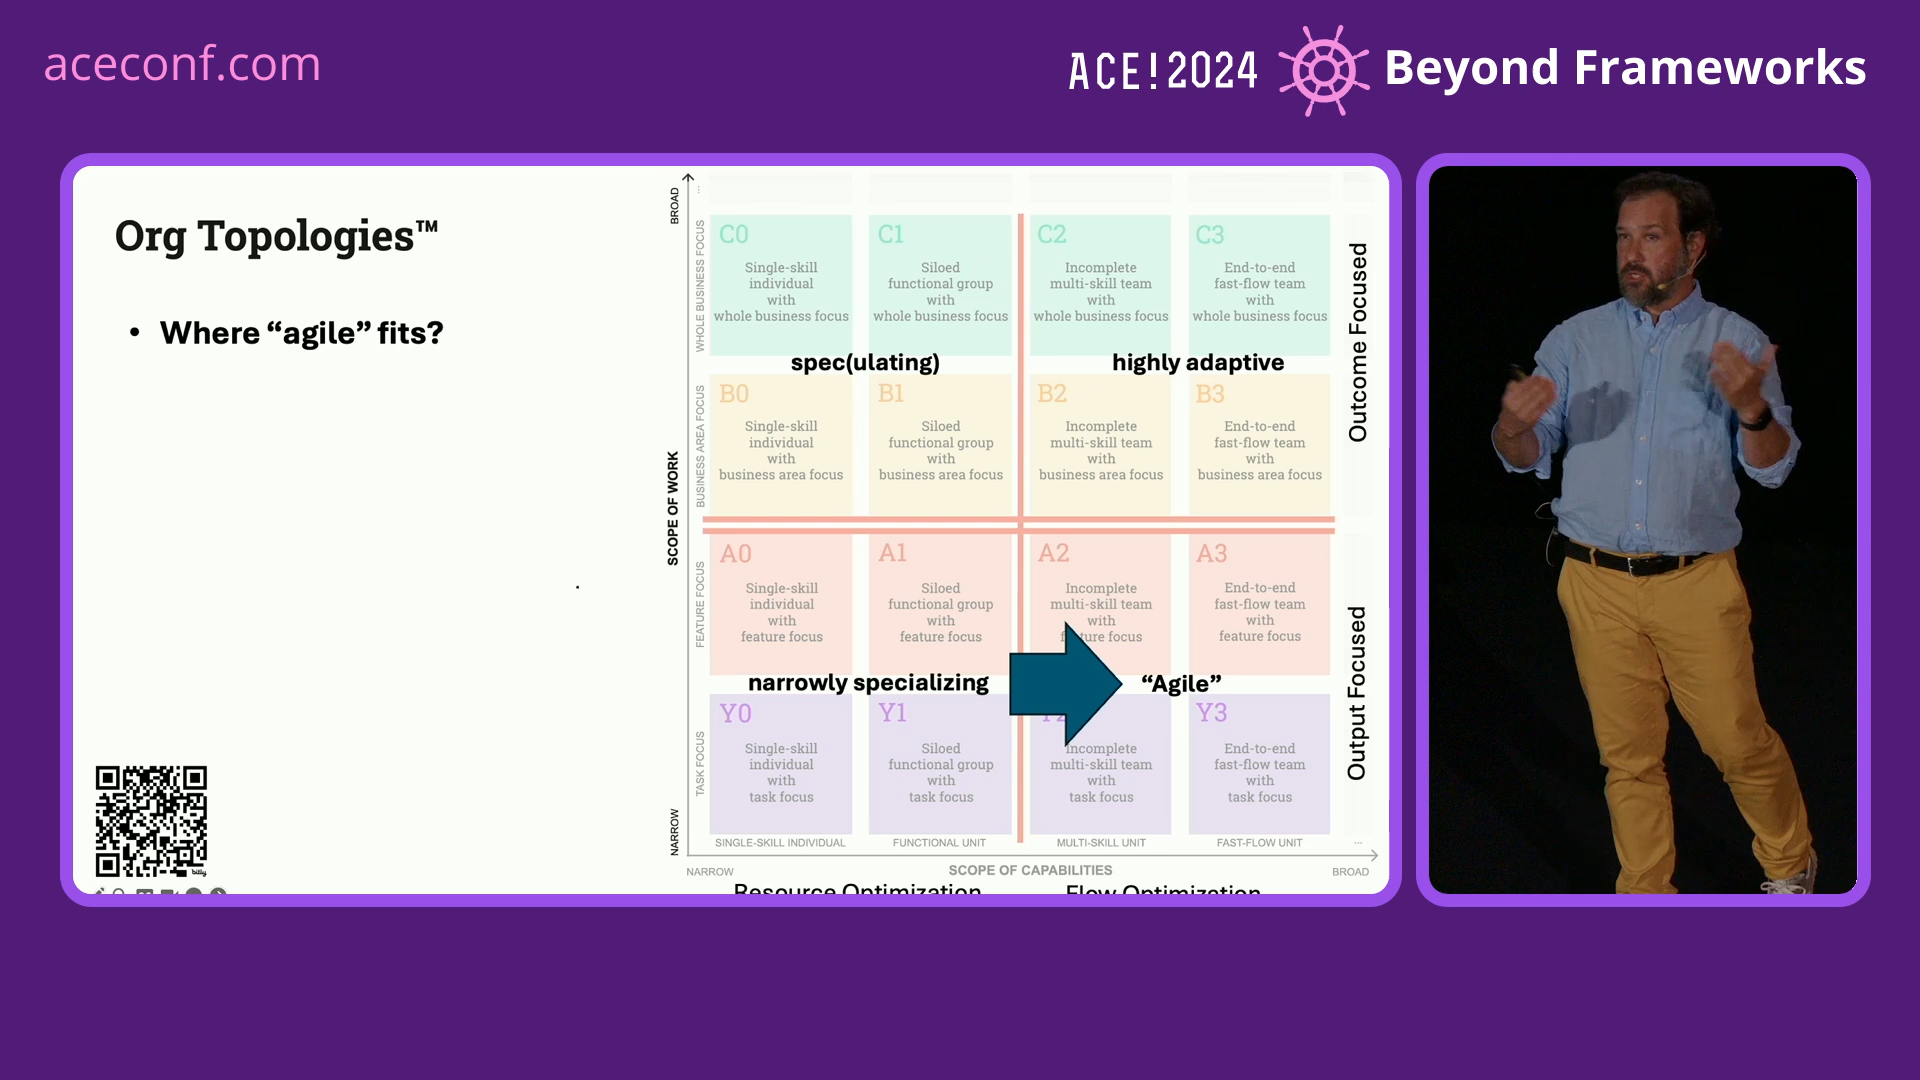 aceconf.com
ACE!2024 Beyond Frameworks
Org Topologies™
• Where “agile” fits?
bitly
BROAD
...
WHOLE BUSINESS FOCUS
BUSINESS AREA FOCUS
SCOPE OF WORK
FEATURE FOCUS
TASK FOCUS
NARROW
C0
Single-skill
individual
with
whole business focus
C1
Siloed
functional group
with
whole business focus
C2
Incomplete
multi-skill team
with
whole business focus
C3
End-to-end
fast-flow team
with
whole business focus
spec(ulating)
highly adaptive
B0
Single-skill
individual
with
business area focus
B1
Siloed
functional group
with
business area focus
B2
Incomplete
multi-skill team
with
business area focus
B3
End-to-end
fast-flow team
with
business area focus
Outcome Focused
A0
Single-skill
individual
with
feature focus
A1
Siloed
functional group
with
feature focus
A2
Incomplete
multi-skill team
with
feature focus
A3
End-to-end
fast-flow team
with
feature focus
narrowly specializing
“Agile”
Y0
Single-skill
individual
with
task focus
Y1
Siloed
functional group
with
task focus
Y2
Incomplete
multi-skill team
with
task focus
Y3
End-to-end
fast-flow team
with
task focus
Output Focused
SINGLE-SKILL INDIVIDUAL
FUNCTIONAL UNIT
MULTI-SKILL UNIT
FAST-FLOW UNIT
...
NARROW
SCOPE OF CAPABILITIES
BROAD
Resource Optimization
Flow Optimization